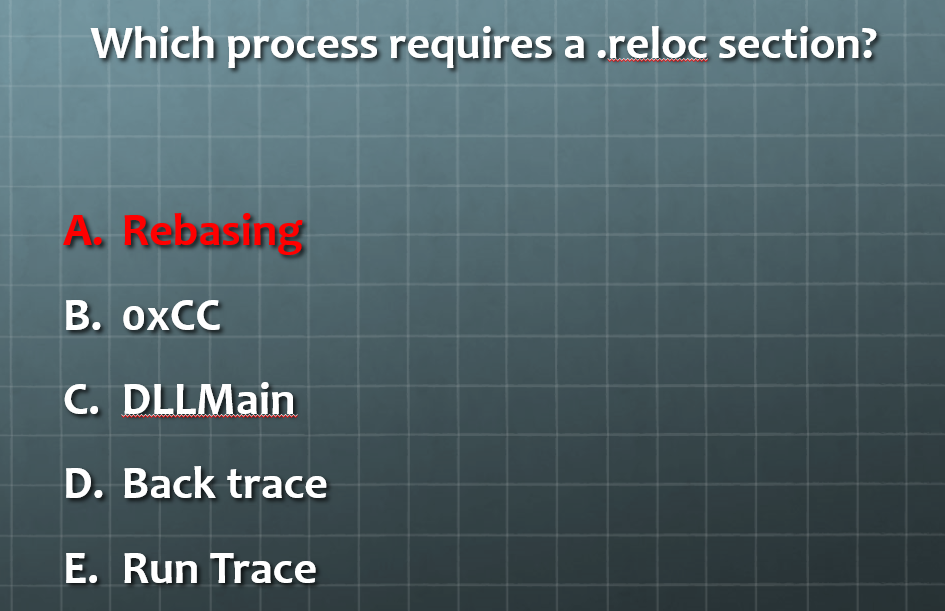 Which process requires a .reloc section?
A. Rebasing
B. 0xCC
C. DLLMain
D. Back trace
E. Run Trace